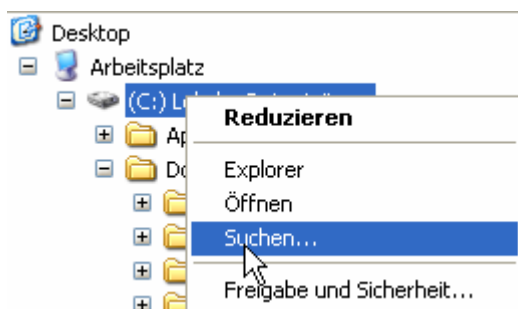 Desktop
Arbeitsplatz
(C:)
Reduzieren
Explorer
Öffnen
Suchen...
Freigabe und Sicherheit...